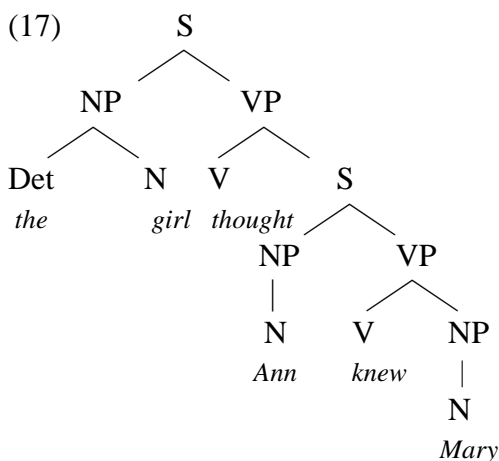 (17) S
NP VP
Det N V S
the girl thought
NP VP
N V NP
Ann knew
N
Mary